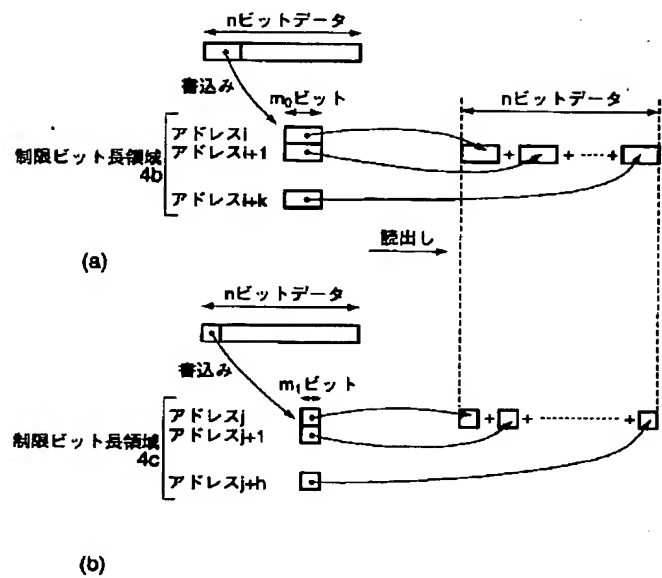 nビットデータ
書込み
m₀ビット
nビットデータ
制限ビット長領域
4b
アドレスi
アドレスi+1
アドレスi+k
+ + ‐‐‐‐‐ +
読出し
(a)
nビットデータ
書込み
m₁ビット
制限ビット長領域
4c
アドレスj
アドレスj+1
アドレスj+h
+ + ‐‐‐‐‐‐‐‐‐‐ +
(b)